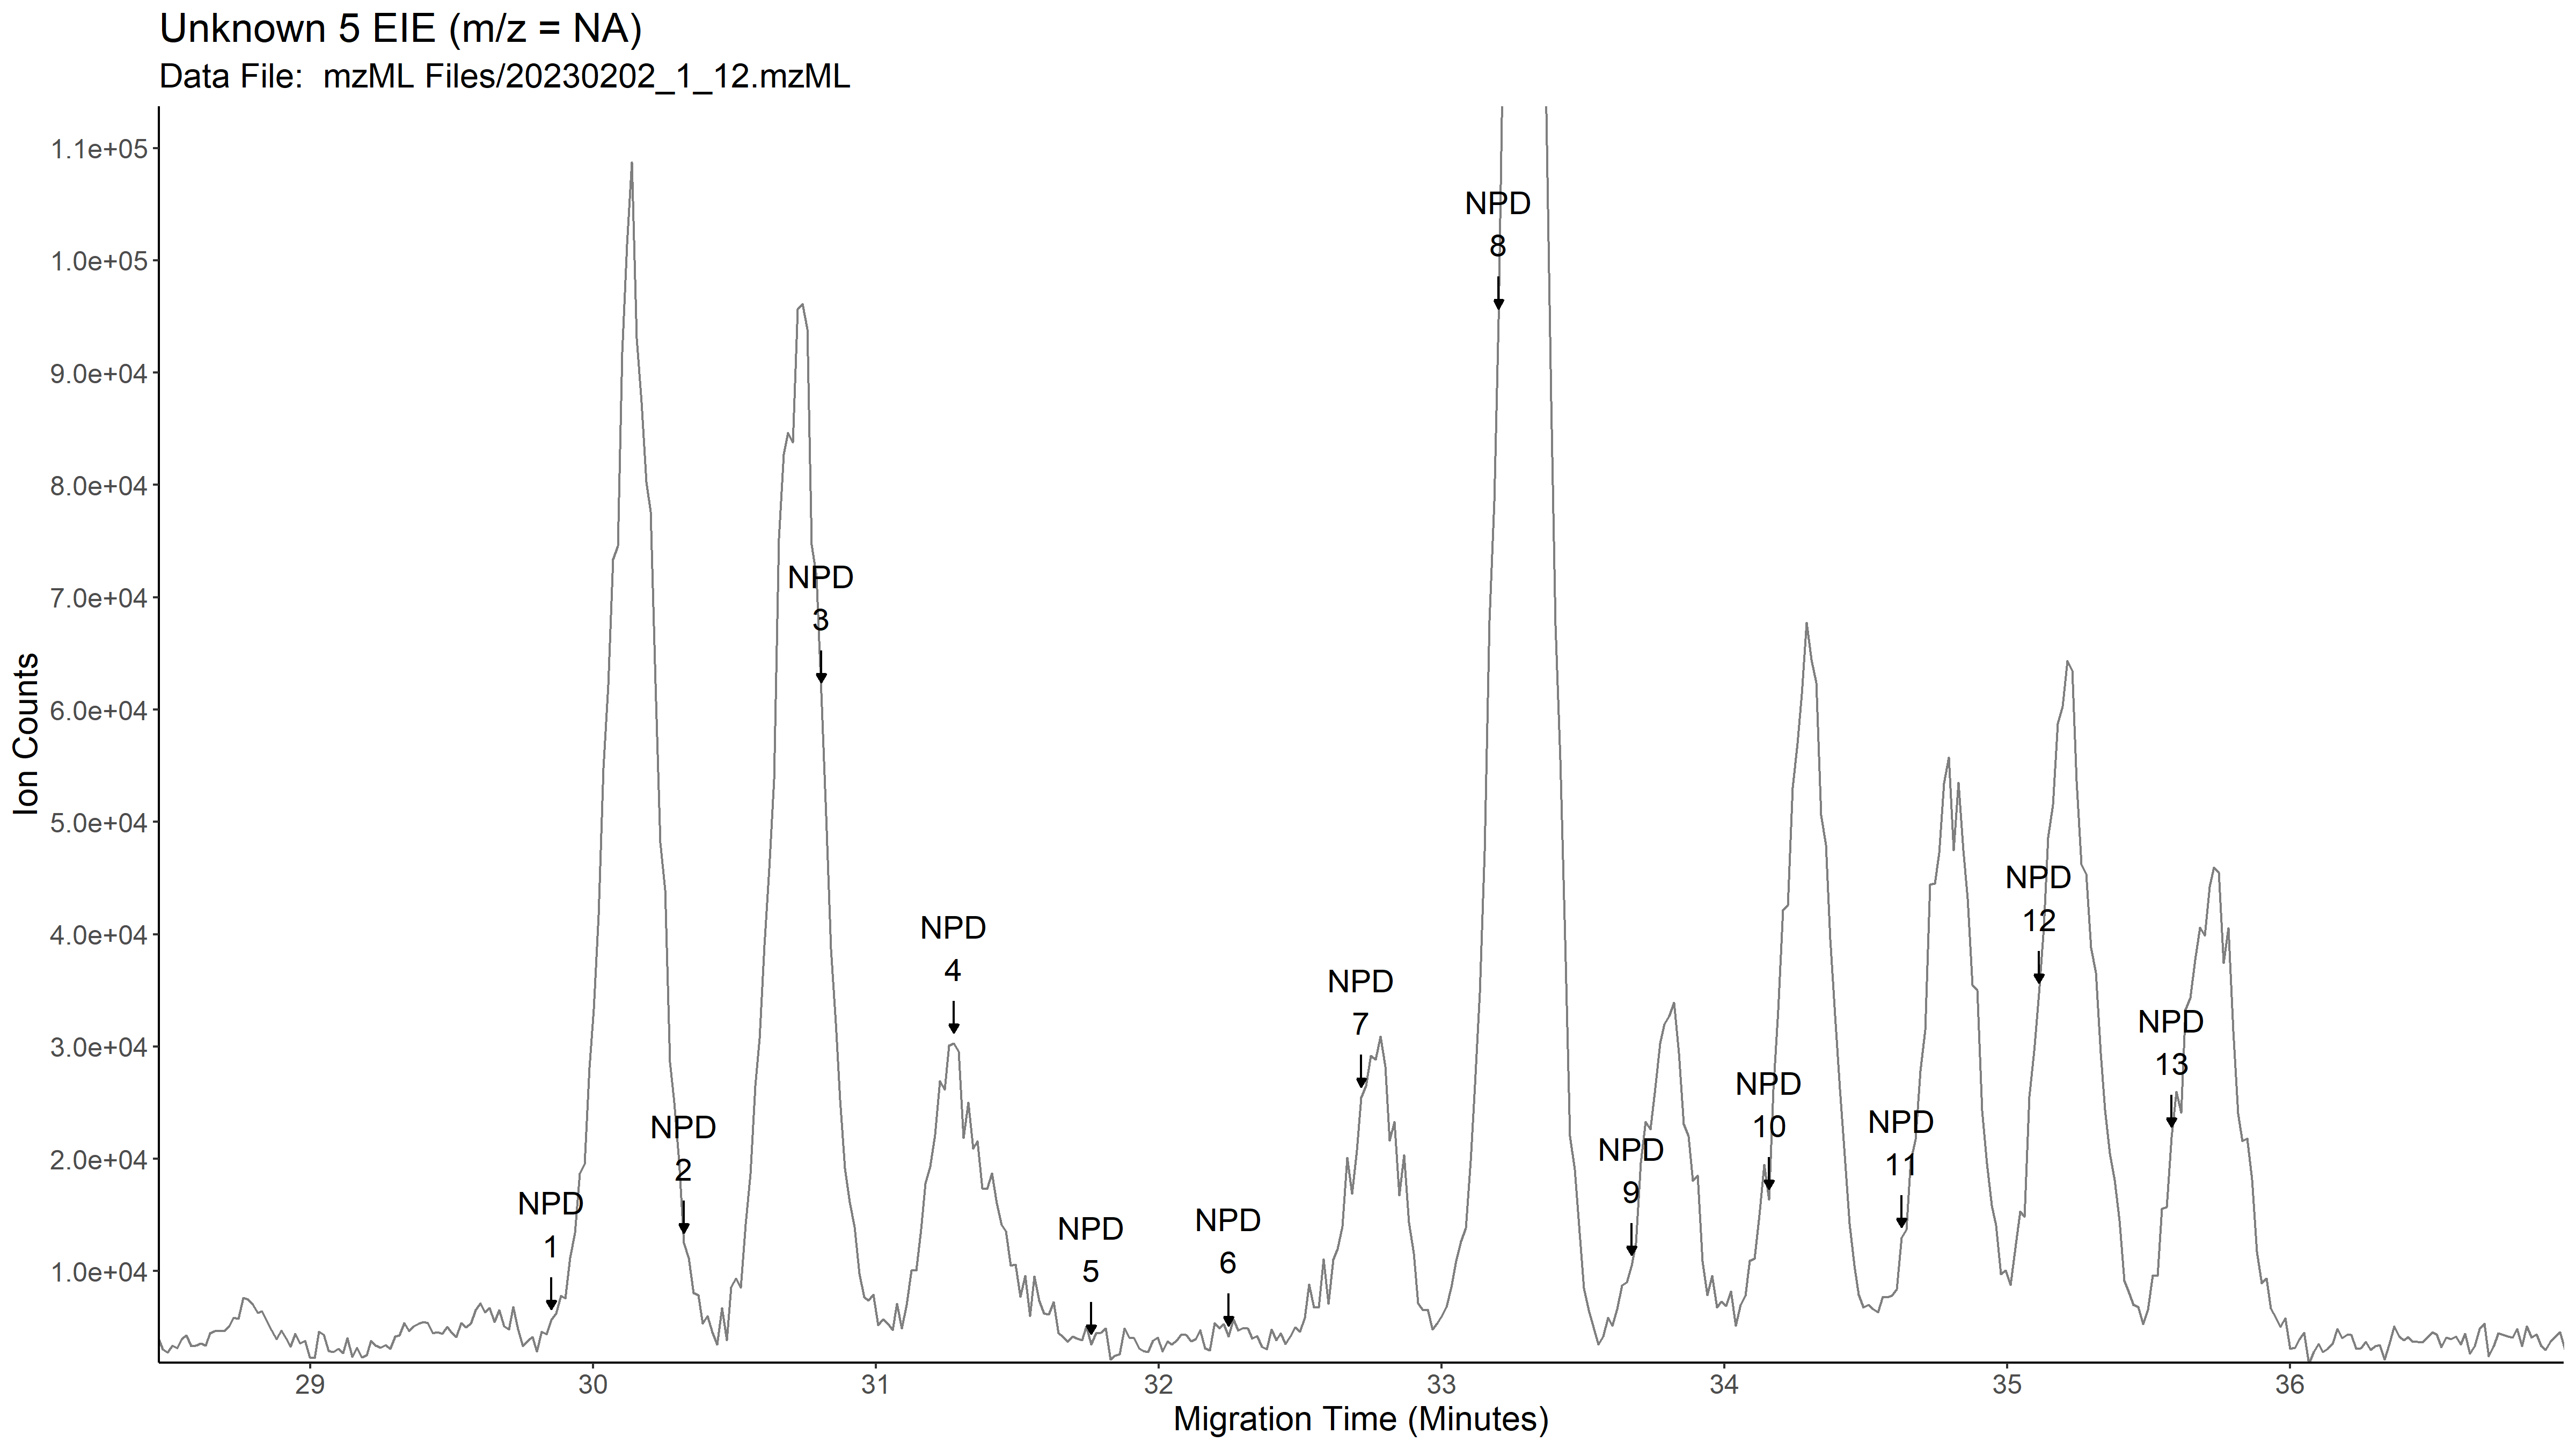 Unknown 5 EIE (m/z = NA)
Data File:  mzML Files/20230202_1_12.mzML
Ion Counts
1.1e+05
1.0e+05
9.0e+04
8.0e+04
7.0e+04
6.0e+04
5.0e+04
4.0e+04
3.0e+04
2.0e+04
1.0e+04
NPD
1
NPD
2
NPD
3
NPD
4
NPD
5
NPD
6
NPD
7
NPD
8
NPD
9
NPD
10
NPD
11
NPD
12
NPD
13
29
30
31
32
33
34
35
36
Migration Time (Minutes)